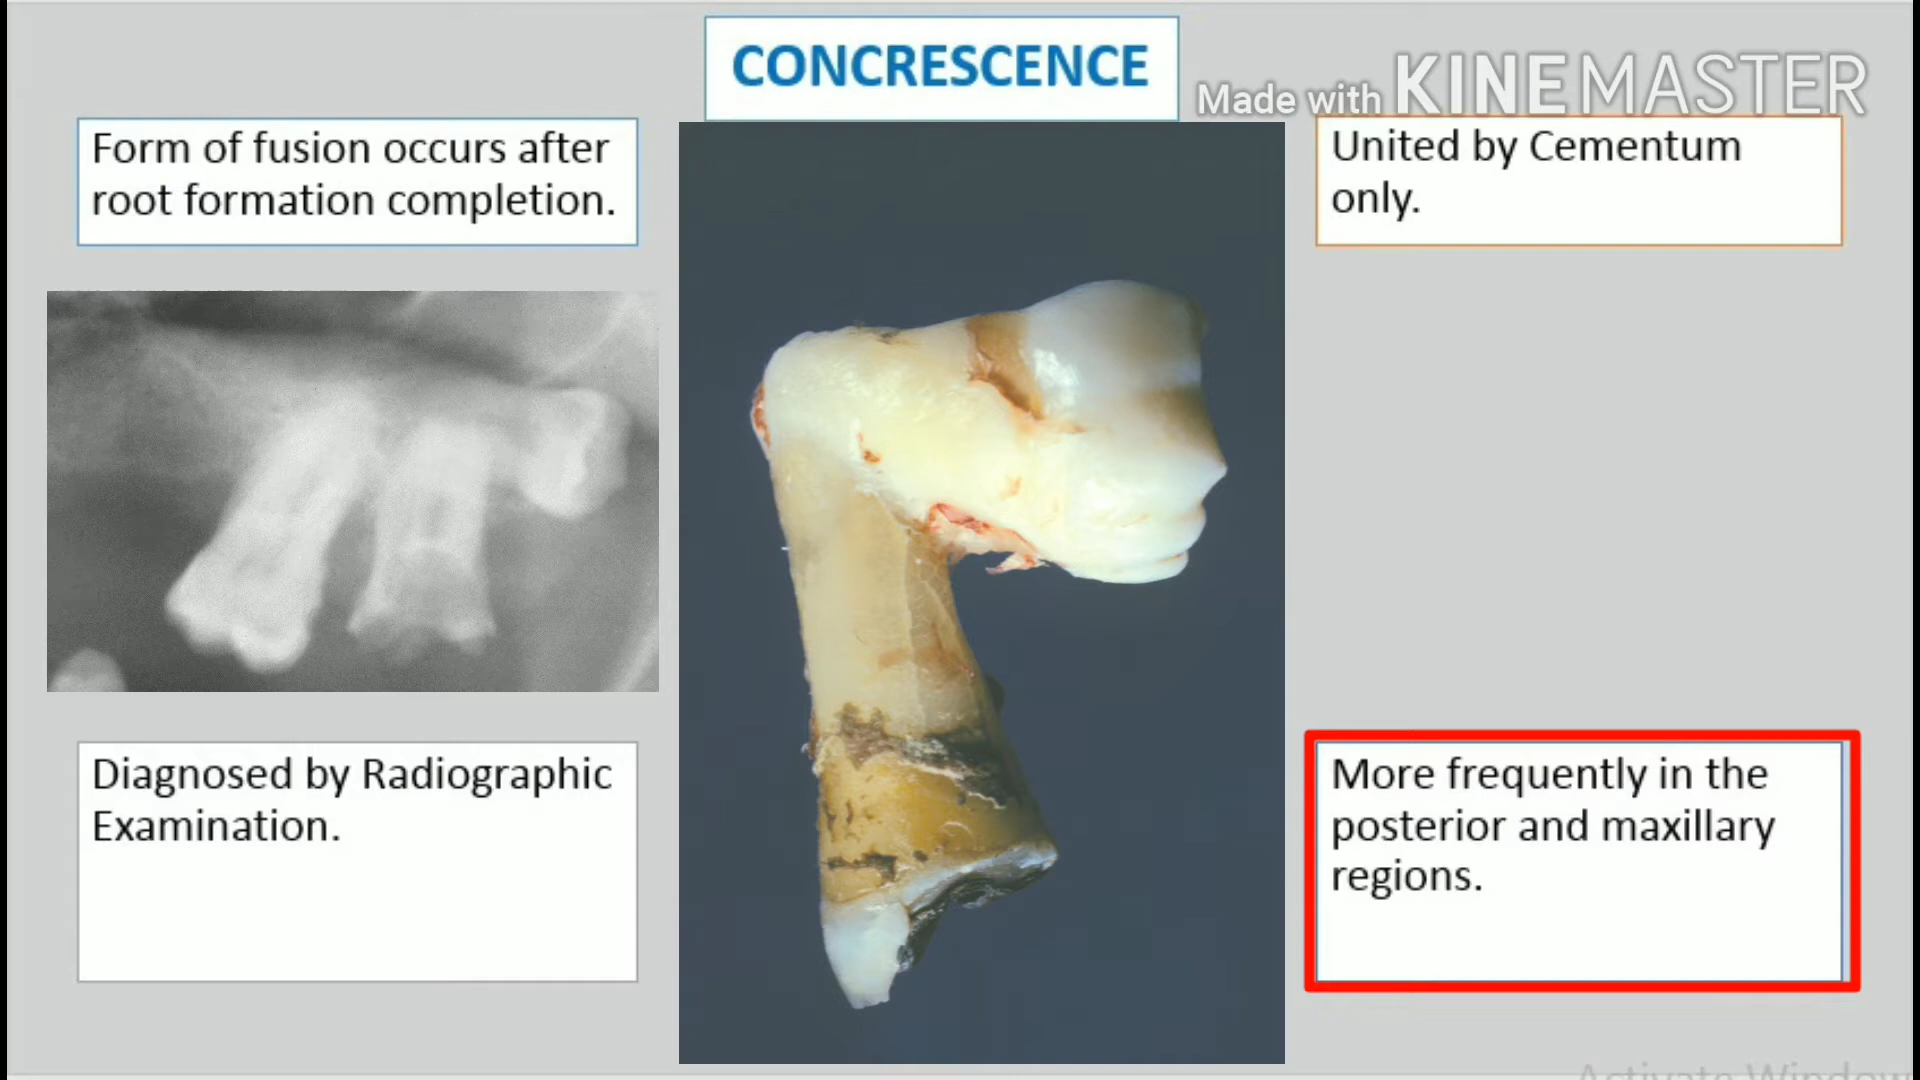 CONCRESCENCE
Made with KINEMASTER
Form of fusion occurs after
root formation completion.
United by Cementum
only.
Diagnosed by Radiographic
Examination.
More frequently in the
posterior and maxillary
regions.